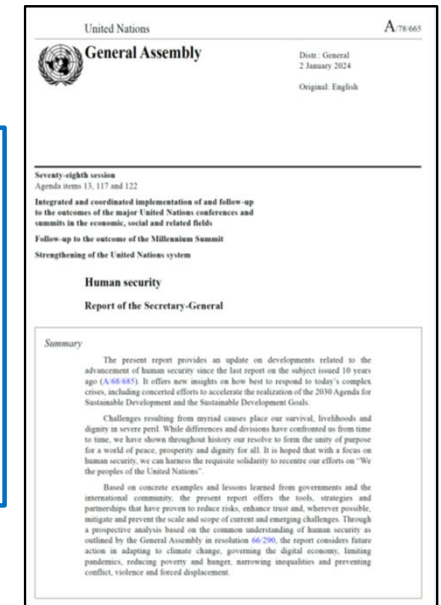 United Nations
A/78/665
General Assembly
Distr.: General
2 January 2024
Original: English
Seventy-eighth session
Agenda items 13, 117 and 122
Integrated and coordinated implementation of and follow-up
to the outcomes of the major United Nations conferences and
summits in the economic, social and related fields
Follow-up to the outcome of the Millennium Summit
Strengthening of the United Nations system
Human security
Report of the Secretary-General
Summary
The present report provides an update on developments related to the
advancement of human security since the last report on the subject issued 10 years
ago (A/68/685). It offers new insights on how best to respond to today's complex
crises, including concerted efforts to accelerate the realization of the 2030 Agenda for
Sustainable Development and the Sustainable Development Goals.
Challenges resulting from myriad causes place our survival, livelihoods and
dignity in severe peril. While differences and divisions have confronted us from time
to time, we have shown throughout history our resolve to form the unity of purpose
for a world of peace, prosperity and dignity for all. It is hoped that with a focus on
human security, we can harness the requisite solidarity to recentre our efforts on "We
the peoples of the United Nations".
Based on concrete examples and lessons learned from governments and the
international community, the present report offers the tools, strategies and
partnerships that have proven to reduce risks, enhance trust and, wherever possible,
mitigate and prevent the scale and scope of current and emerging challenges. Through
a prospective analysis based on the common understanding of human security as
outlined by the General Assembly in resolution 66/290, the report considers future
action in adapting to climate change, governing the digital economy, limiting
pandemics, reducing poverty and hunger, narrowing inequalities and preventing
conflict, violence and forced displacement.